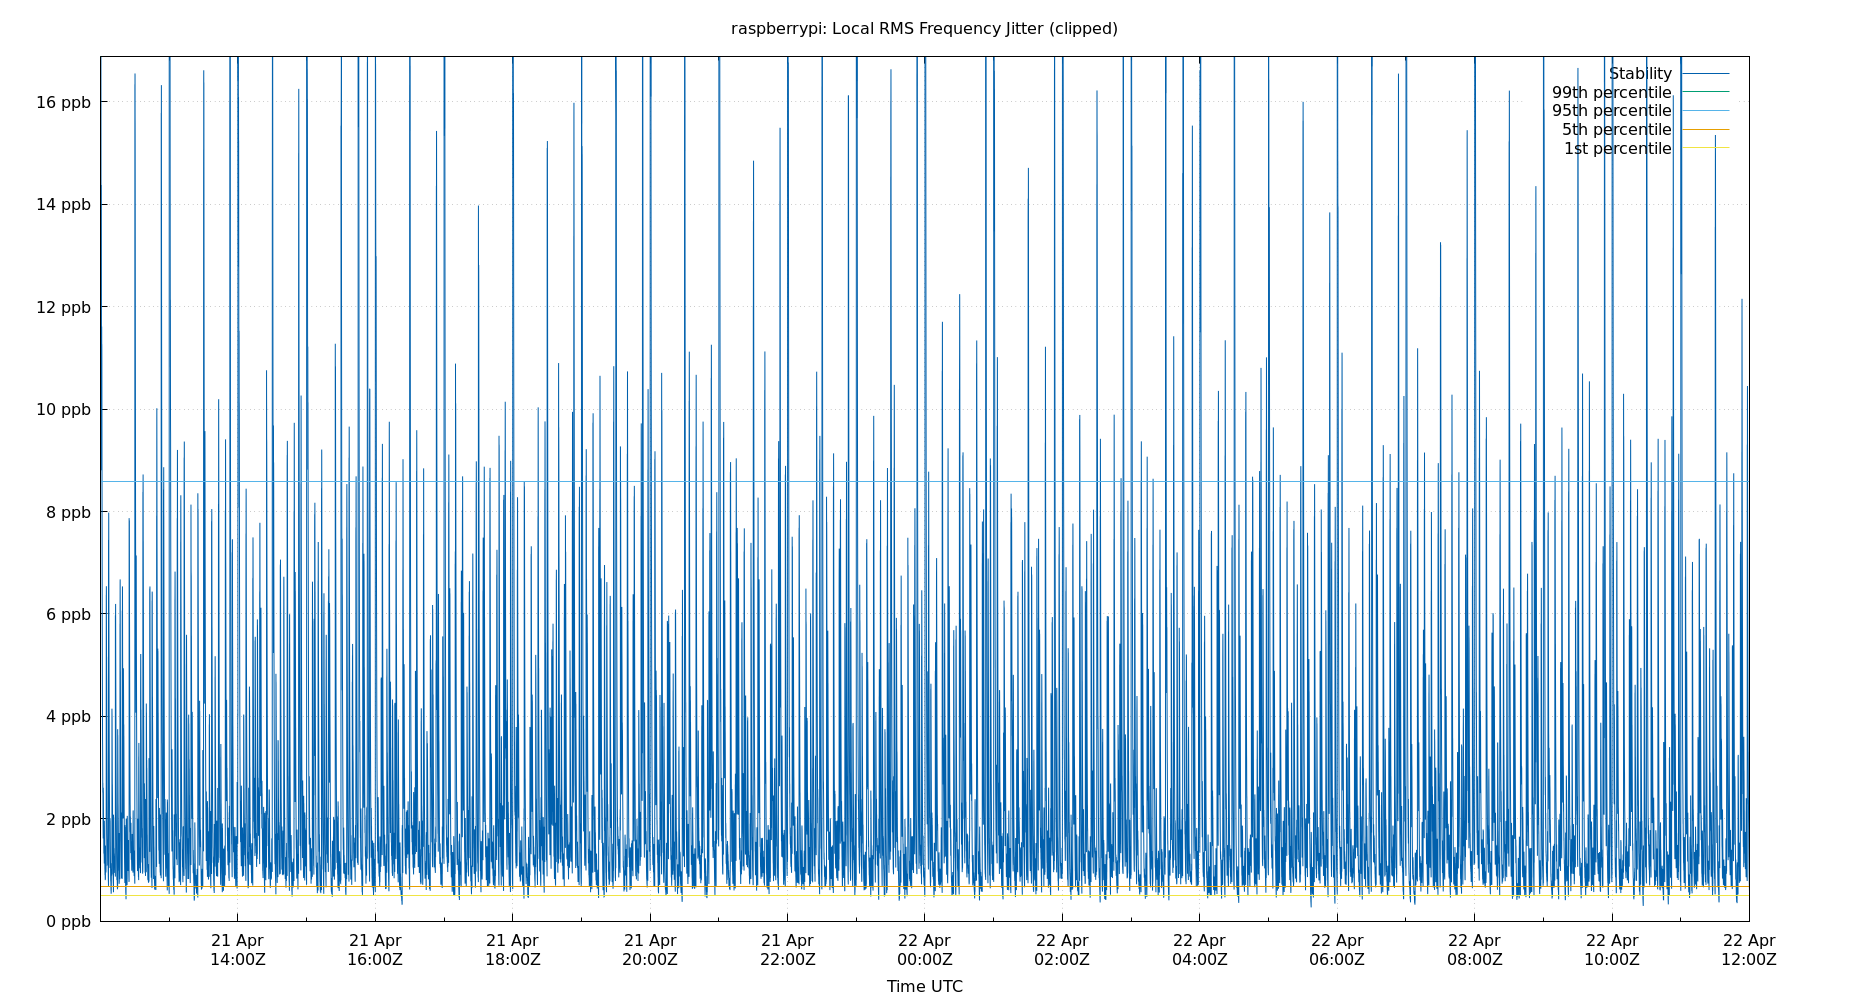 raspberrypi: Local RMS Frequency Jitter (clipped)
Stability
99th percentile
95th percentile
5th percentile
1st percentile
16 ppb
14 ppb
12 ppb
10 ppb
8 ppb
6 ppb
4 ppb
2 ppb
0 ppb
21 Apr 21 Apr 21 Apr 21 Apr 21 Apr 22 Apr 22 Apr 22 Apr 22 Apr 22 Apr 22 Apr 22 Apr
14:00Z 16:00Z 18:00Z 20:00Z 22:00Z 00:00Z 02:00Z 04:00Z 06:00Z 08:00Z 10:00Z 12:00Z
Time UTC